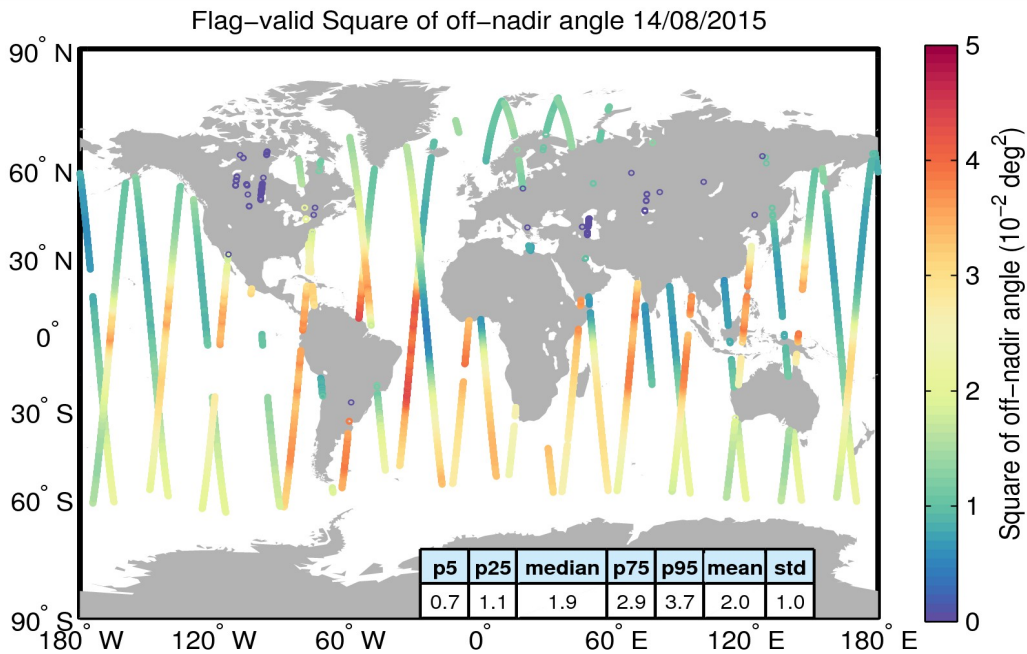 Flag−valid Square of off−nadir angle 14/08/2015
90° N
60° N
30° N
0°
30° S
60° S
90° S
180° W
120° W
60° W
0°
60° E
120° E
180° E
p5 p25 median p75 p95 mean std
0.7 1.1 1.9 2.9 3.7 2.0 1.0
5
4
3
2
1
0
Square of off−nadir angle (10⁻² deg²)